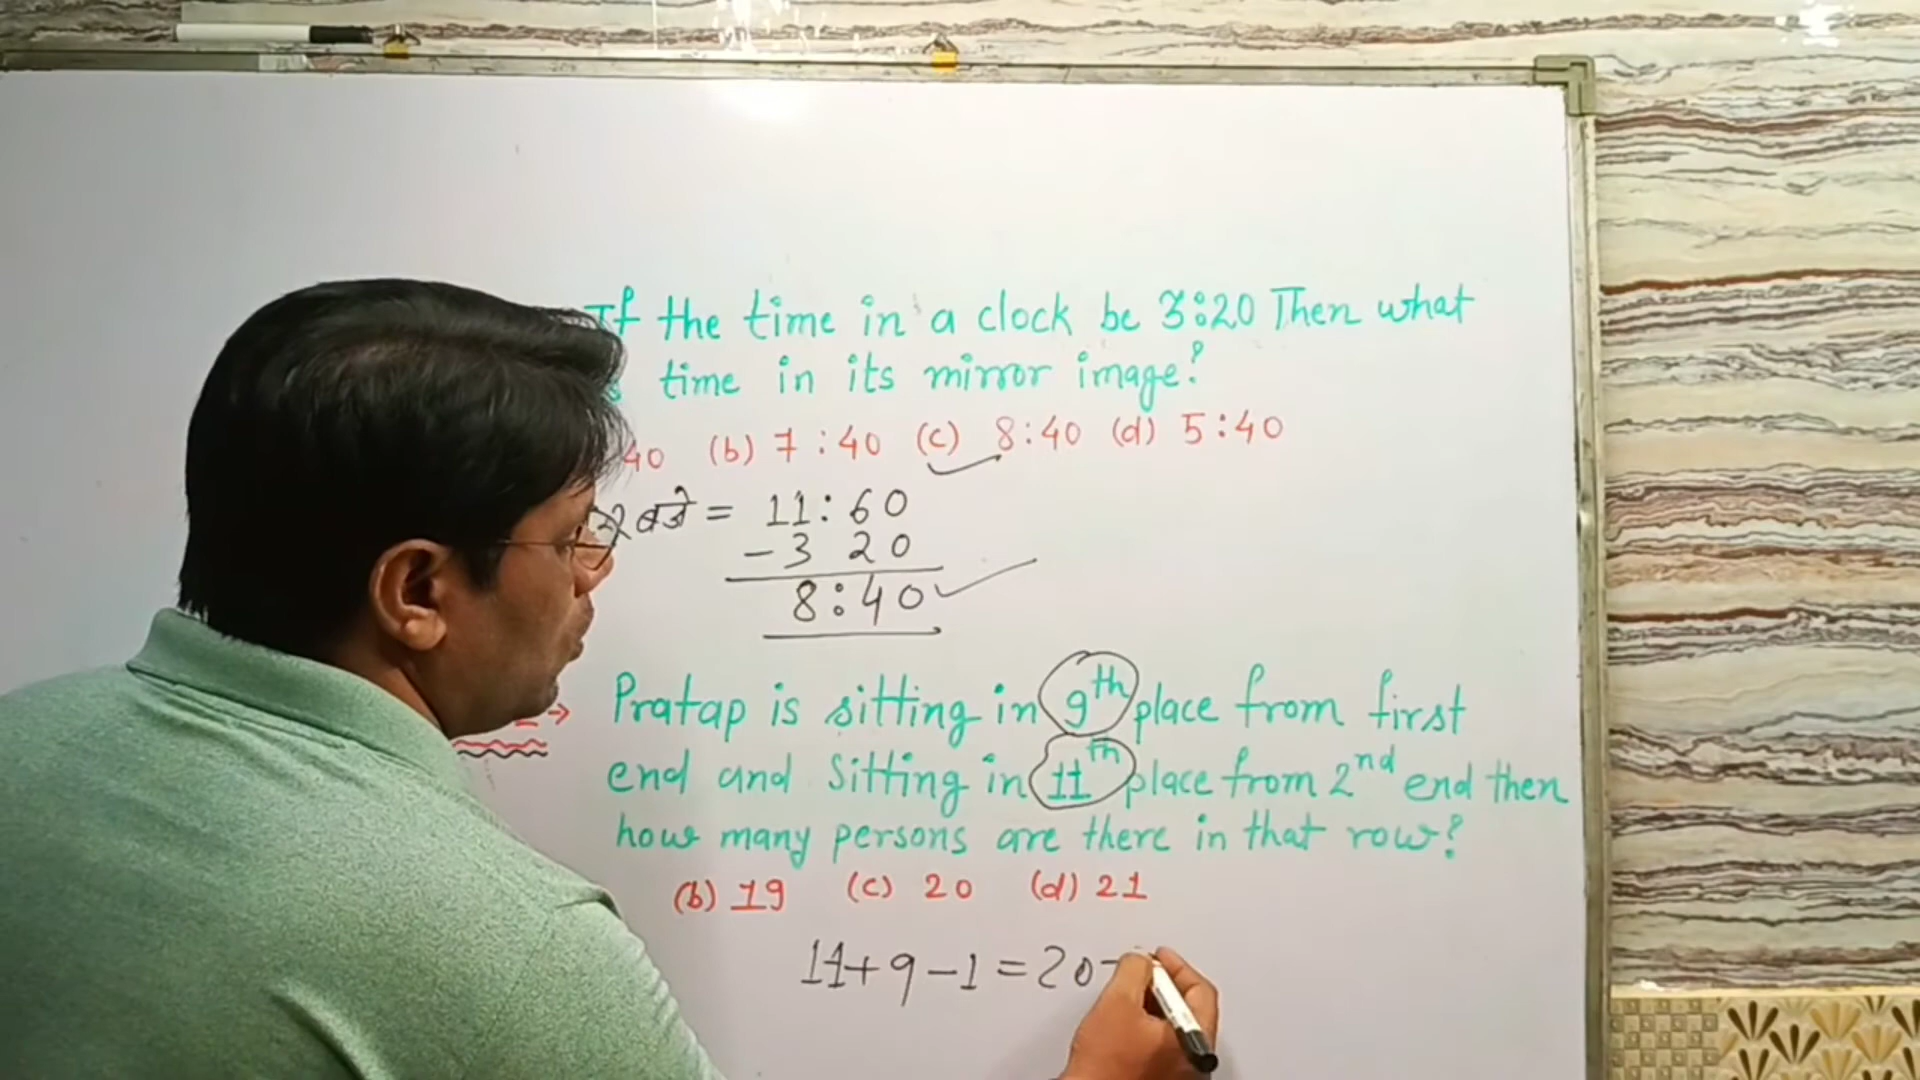 If the time in a clock be 3:20 Then what
time in its mirror image?
40 (b) 7:40 (c) 8:40 (d) 5:40
बजे = 11:60
- 3 20
8:40
Pratap is sitting in 9th place from first
end and Sitting in 11th place from 2nd end then
how many persons are there in that row?
(b) 19 (c) 20 (d) 21
11+9-1=20-